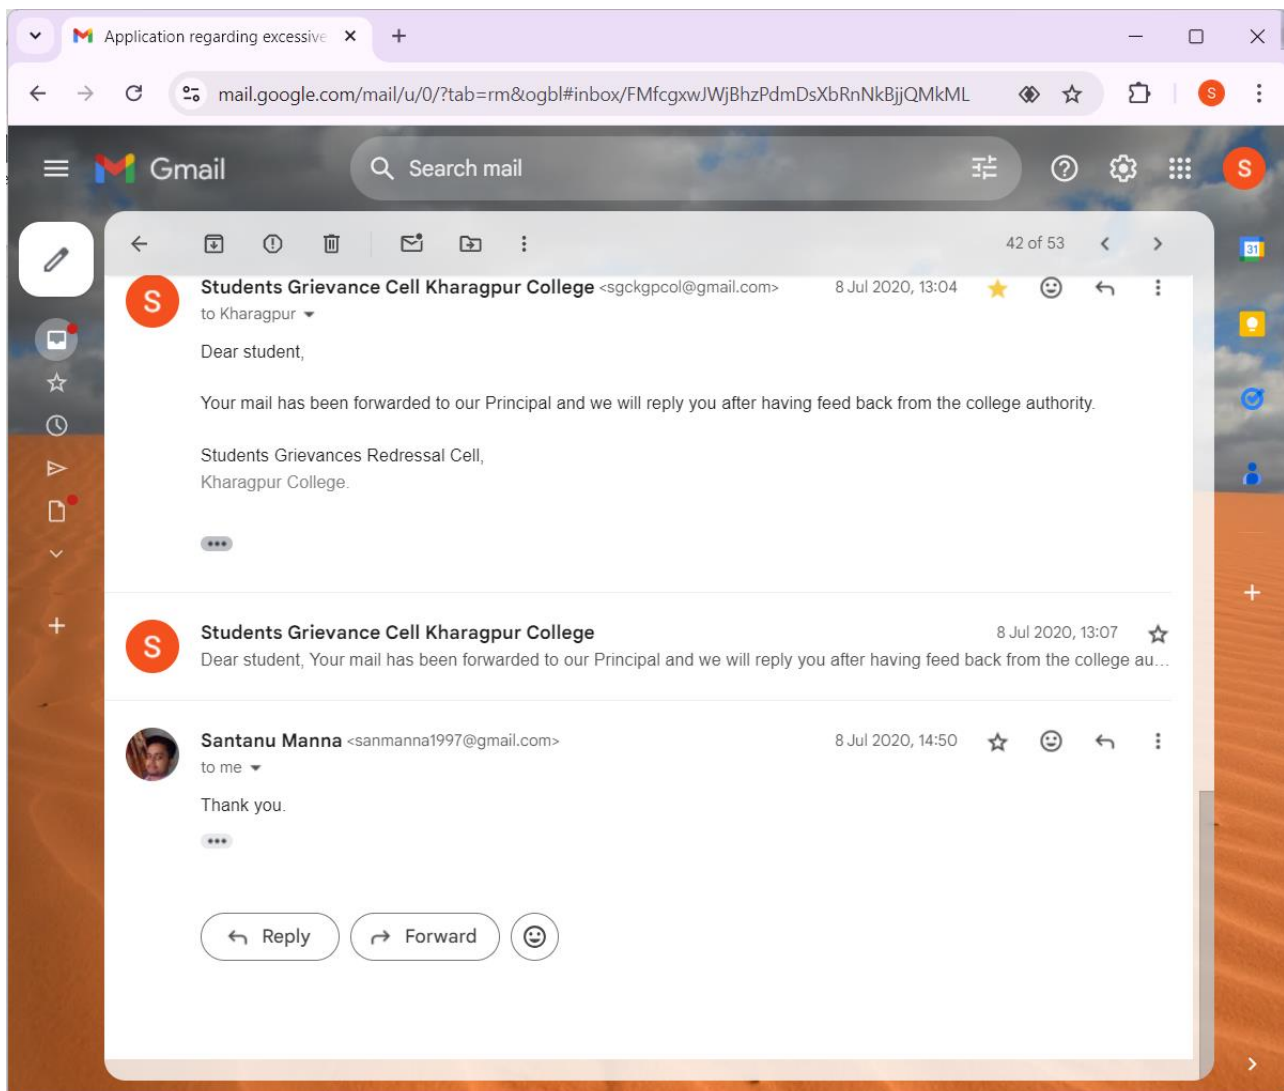 Application regarding excessive
mail.google.com/mail/u/0/?tab=rm&ogbl#inbox/FMfcgxwJWjBhzPdmDsXbRnNkBjjQMkML
S
Gmail
Search mail
S
42 of 53
31
S
Students Grievance Cell Kharagpur College <sgckgpcol@gmail.com>
8 Jul 2020, 13:04
to Kharagpur
Dear student,
Your mail has been forwarded to our Principal and we will reply you after having feed back from the college authority.
Students Grievances Redressal Cell,
Kharagpur College.
S
Students Grievance Cell Kharagpur College
8 Jul 2020, 13:07
Dear student, Your mail has been forwarded to our Principal and we will reply you after having feed back from the college au...
Santanu Manna <sanmanna1997@gmail.com>
8 Jul 2020, 14:50
to me
Thank you.
Reply
Forward